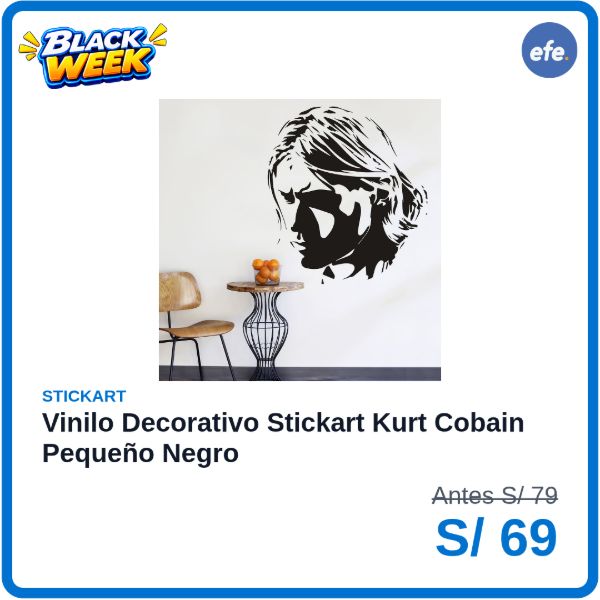 BLACK
WEEK
efe.
STICKART
Vinilo Decorativo Stickart Kurt Cobain
Pequeño Negro
Antes S/ 79
S/ 69